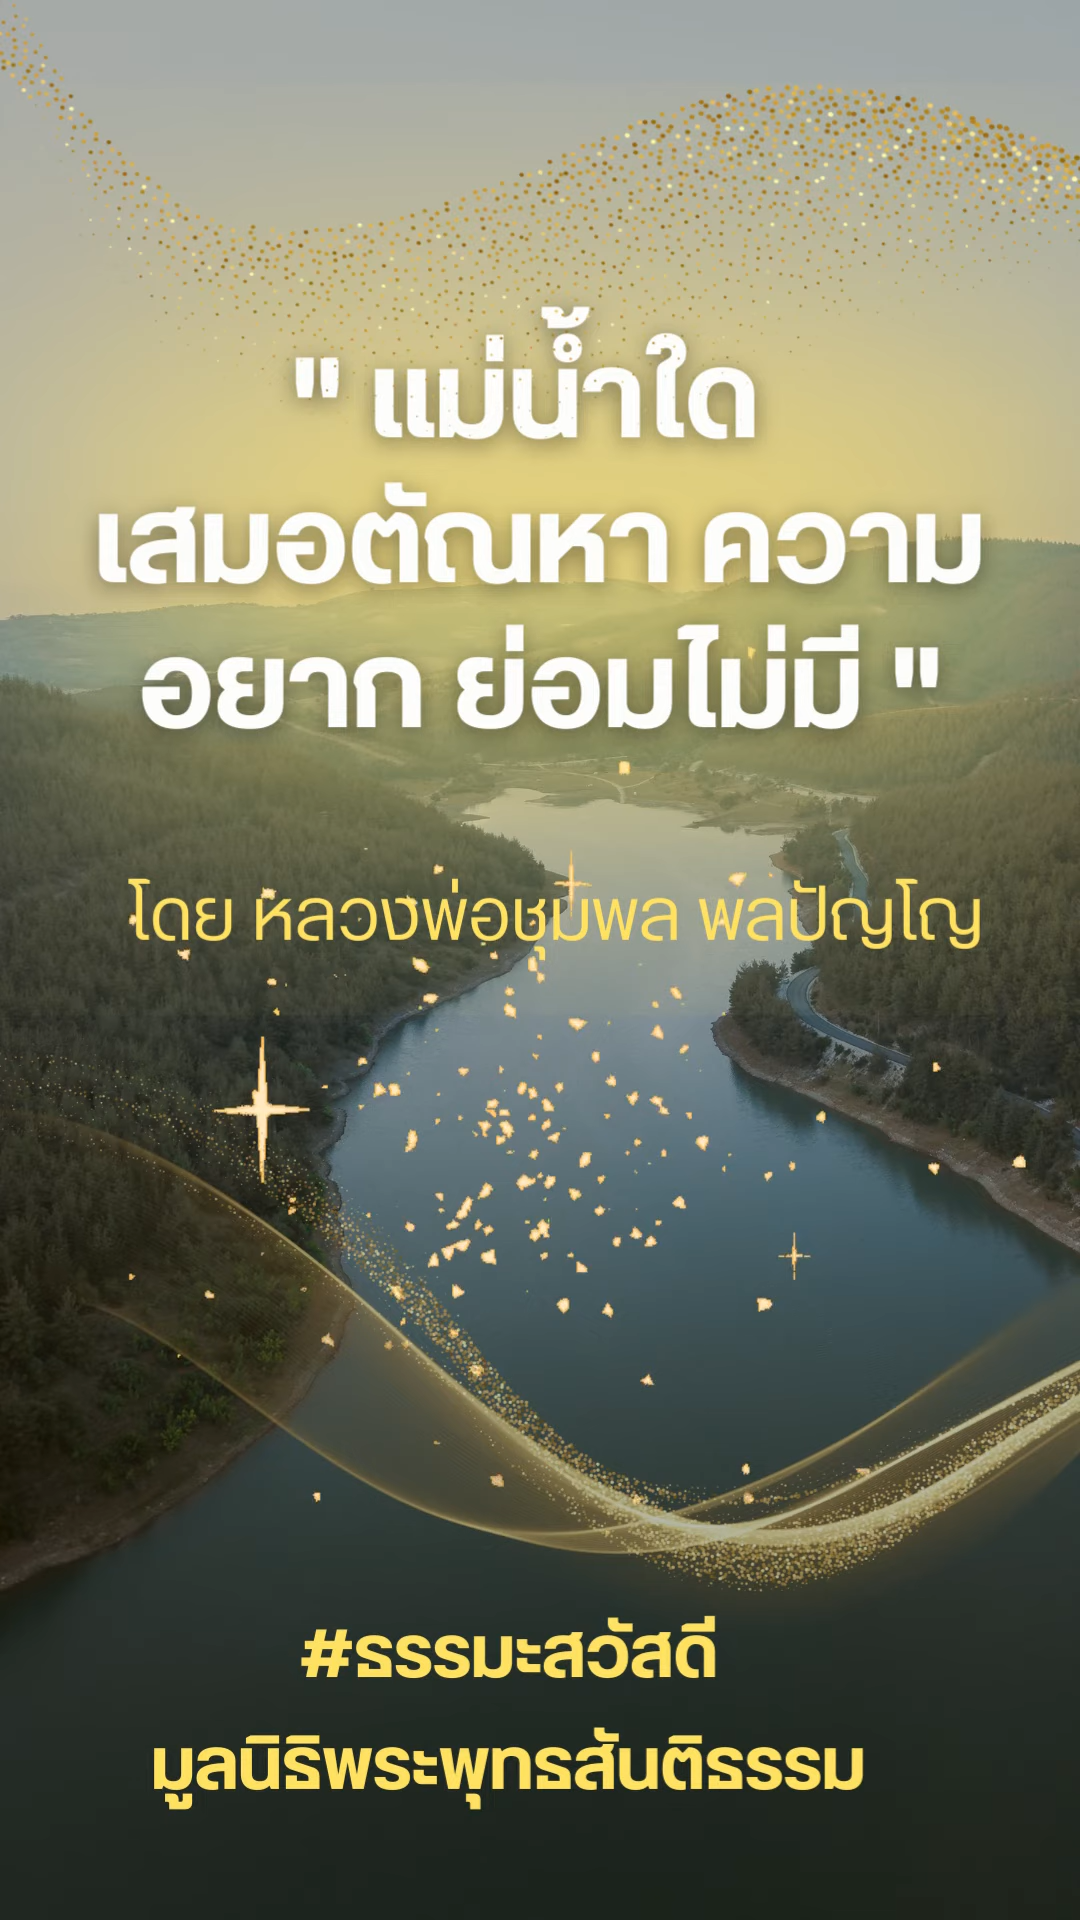 " แม่น้ำใด
เสมอตัณหา ความ
อยาก ย่อมไม่มี "
โดย หลวงพ่อชุมพล พลปัญโญ
#ธรรมะสวัสดี
มูลนิธิพระพุทธสันติธรรม